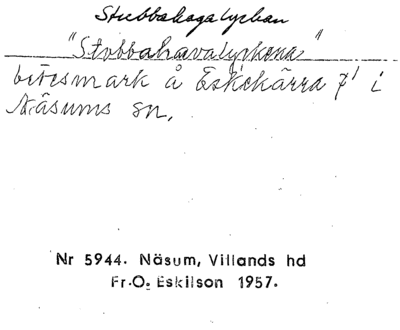 Stubbahagalyckan
"Stobbahavalyckona"
betesmark å Eskekärra 7¹ i
Näsums sn.
Nr 5944. Näsum, Villands hd
Fr.O. Eskilson 1957.